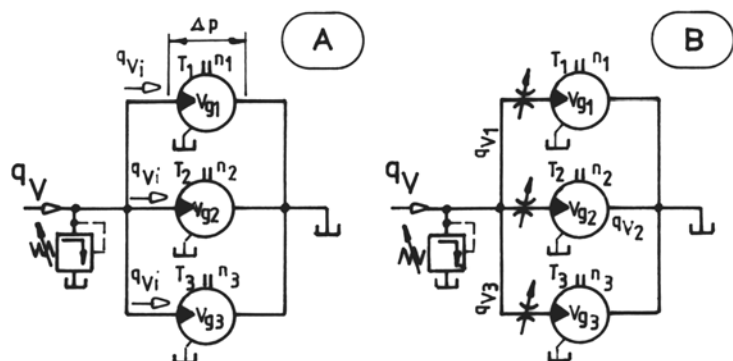 Δp
A
qVi
T1 n1
Vg1
qVi
T2 n2
Vg2
qV
qVi
T3 n3
Vg3
B
T1 n1
Vg1
qV1
T2 n2
Vg2
qV2
qV
qV3
T3 n3
Vg3